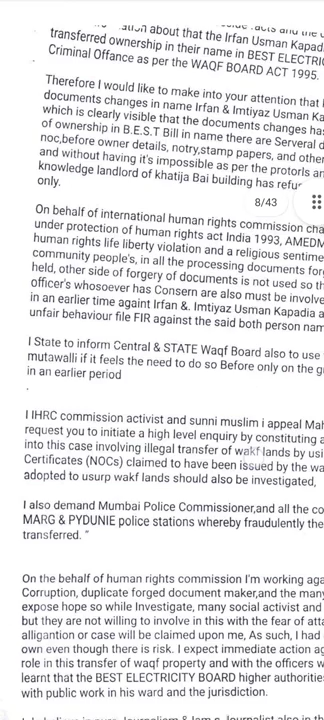 about that the Irfan Usman Kapad
transferred ownership in their name in BEST ELECTRI
Criminal Offance as per the WAQF BOARD ACT 1995.
Therefore I would like to make into your attention that I
documents changes in name Irfan & Imtiyaz Usman Ka
which is clearly visible that the documents changes ha
of ownership in B.E.S.T Bill in name there are Serveral d
noc,before owner details, notry,stamp papers, and other
and without having it's impossible as per the protorls an
knowledge landlord of khatija Bai building has refu
only.
8/43
On behalf of international human rights commission cha
under protection of human rights act India 1993, AMEDM
human rights life liberty violation and a religious sentime
community people's, in all the processing documents for
held, other side of forgery of documents is not used so th
officer's whosoever has Consern are also must be involve
in an earlier time againt Irfan &. Imtiyaz Usman Kapadia a
unfair behaviour file FIR against the said both person nam
I State to inform Central & STATE Waqf Board also to use
mutawalli if it feels the need to do so Before only on the g
in an earlier period
.
I IHRC commission activist and sunni muslim i appeal Mah
request you to initiate a high level enquiry by constituting a
into this case involving illegal transfer of wakf lands by usi
Certificates (NOCs) claimed to have been issued by the wa
adopted to usurp wakf lands should also be investigated,
I also demand Mumbai Police Commissioner,and all the co
MARG & PYDUNIE police stations whereby fraudulently the
transferred. "
On the behalf of human rights commission I'm working aga
Corruption, duplicate forged document maker,and the many
expose hope so while Investigate, many social activist and
but they are not willing to involve in this with the fear of atta
alligantion or case will be claimed upon me, As such, I had
own even though there is risk. I expect immediate action ag
role in this transfer of waqf property and with the officers w
learnt that the BEST ELECTRICITY BOARD higher authoritie
with public work in his ward and the jurisdiction.